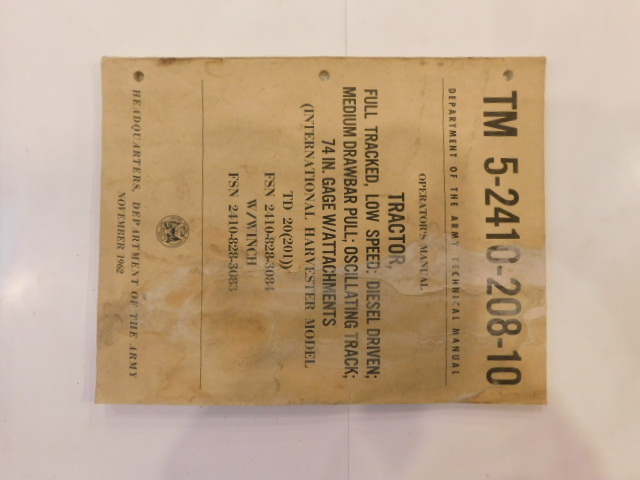 TM 5-2410-208-10
DEPARTMENT OF THE ARMY TECHNICAL MANUAL
OPERATOR'S MANUAL
TRACTOR,
FULL TRACKED, LOW SPEED: DIESEL DRIVEN;
MEDIUM DRAWBAR PULL; OSCILLATING TRACK;
74 IN. GAGE W/ATTACHMENTS
(INTERNATIONAL HARVESTER MODEL
TD 20(201))
FSN 2410-828-3084
W/WINCH
FSN 2410-828-3083
HEADQUARTERS, DEPARTMENT OF THE ARMY
NOVEMBER 1962